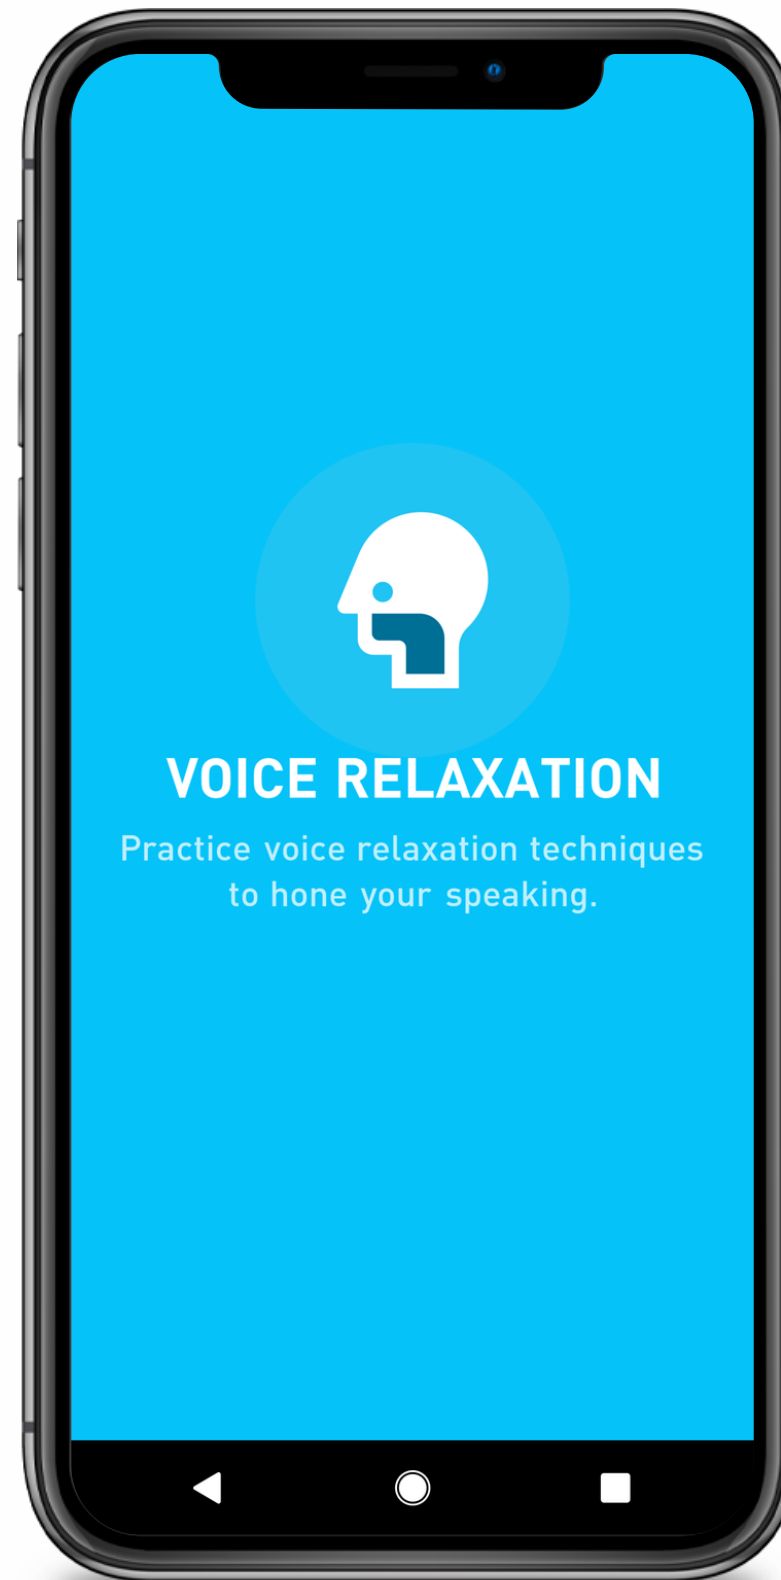 VOICE RELAXATION
Practice voice relaxation techniques
to hone your speaking.